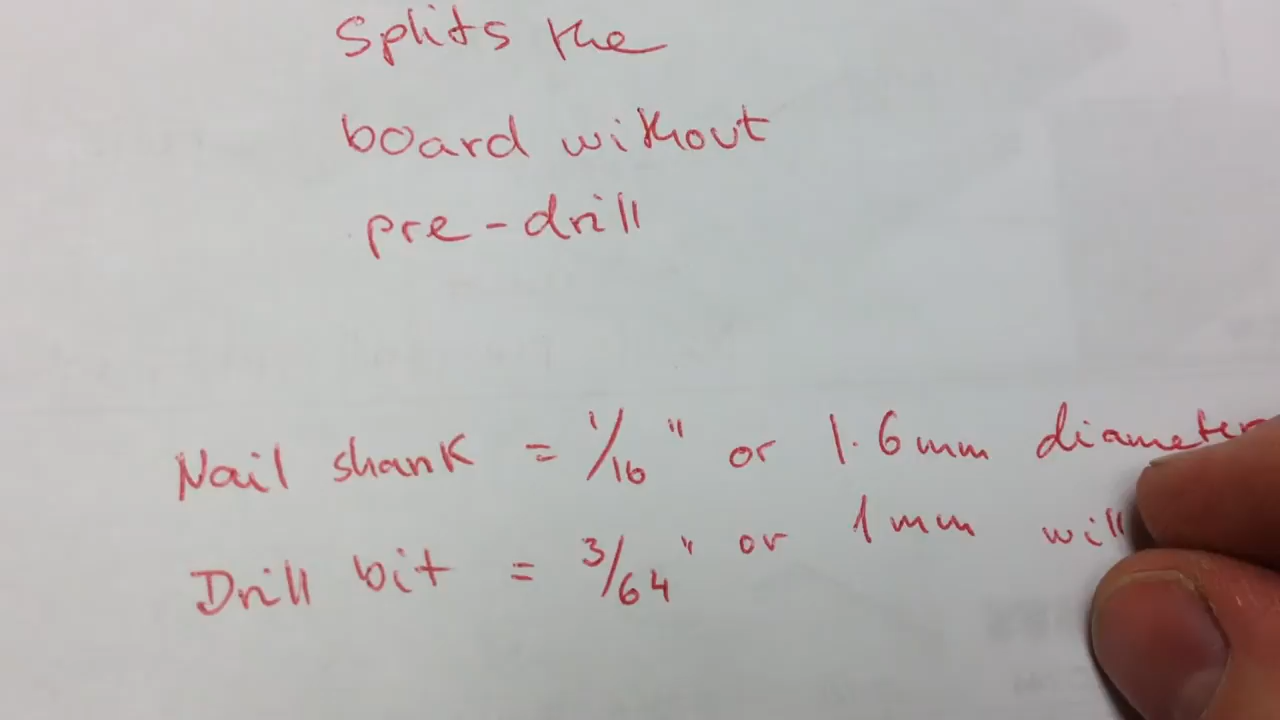 Splits the
board without
pre-drill
Nail shank = 1/16" or 1.6mm diameter
Drill bit = 3/64" or 1mm will